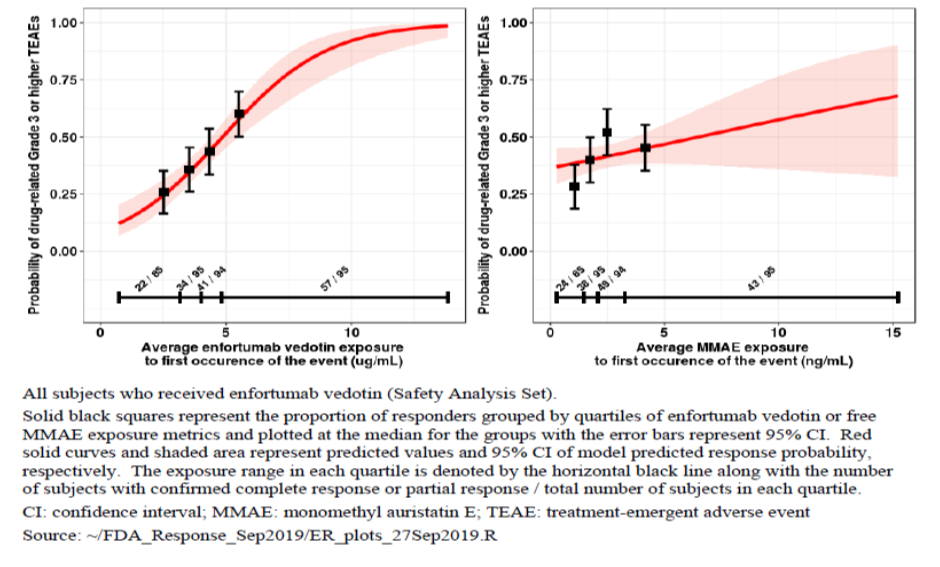 Probability of drug-related Grade 3 or higher TEAEs
1.00
0.75
0.50
0.25
0.00
22 / 85
34 / 95
41 / 94
57 / 95
0 5 10
Average enfortumab vedotin exposure
to first occurence of the event (ug/mL)
Probability of drug-related Grade 3 or higher TEAEs
1.00
0.75
0.50
0.25
0.00
24 / 85
38 / 95
49 / 94
43 / 95
0 5 10 15
Average MMAE exposure
to first occurence of the event (ng/mL)
All subjects who received enfortumab vedotin (Safety Analysis Set).
Solid black squares represent the proportion of responders grouped by quartiles of enfortumab vedotin or free
MMAE exposure metrics and plotted at the median for the groups with the error bars represent 95% CI. Red
solid curves and shaded area represent predicted values and 95% CI of model predicted response probability,
respectively. The exposure range in each quartile is denoted by the horizontal black line along with the number
of subjects with confirmed complete response or partial response / total number of subjects in each quartile.
CI: confidence interval; MMAE: monomethyl auristatin E; TEAE: treatment-emergent adverse event
Source: ~/FDA_Response_Sep2019/ER_plots_27Sep2019.R